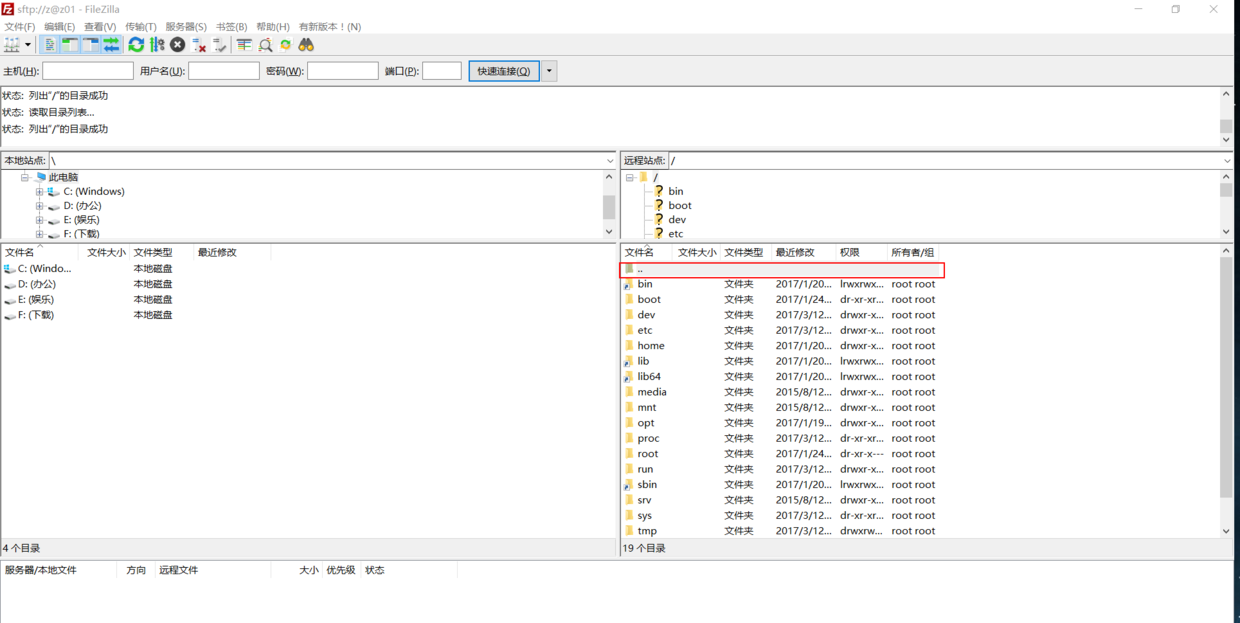 sftp://z@z01 - FileZilla
文件(F) 编辑(E) 查看(V) 传输(T) 服务器(S) 书签(B) 帮助(H) 有新版本！(N)
主机(H): 用户名(U): 密码(W): 端口(P): 快速连接(Q)
状态: 列出"/"的目录成功
状态: 读取目录列表...
状态: 列出"/"的目录成功
本地站点: \
此电脑
C: (Windows)
D: (办公)
E: (娱乐)
F: (下载)
远程站点: /
/
bin
boot
dev
etc
文件名 文件大小 文件类型 最近修改
C: (Windo... 本地磁盘
D: (办公) 本地磁盘
E: (娱乐) 本地磁盘
F: (下载) 本地磁盘
4 个目录
文件名 文件大小 文件类型 最近修改 权限 所有者/组
..
bin 文件夹 2017/1/20... lrwxrwx... root root
boot 文件夹 2017/1/24... dr-xr-xr... root root
dev 文件夹 2017/3/12... drwxr-x... root root
etc 文件夹 2017/3/12... drwxr-x... root root
home 文件夹 2017/1/20... drwxr-x... root root
lib 文件夹 2017/1/20... lrwxrwx... root root
lib64 文件夹 2017/1/20... lrwxrwx... root root
media 文件夹 2015/8/12... drwxr-x... root root
mnt 文件夹 2015/8/12... drwxr-x... root root
opt 文件夹 2017/1/19... drwxr-x... root root
proc 文件夹 2017/3/12... dr-xr-xr... root root
root 文件夹 2017/1/24... dr-xr-x--- root root
run 文件夹 2017/3/12... drwxr-x... root root
sbin 文件夹 2017/1/20... lrwxrwx... root root
srv 文件夹 2015/8/12... drwxr-x... root root
sys 文件夹 2017/3/12... dr-xr-xr... root root
tmp 文件夹 2017/3/12... drwxrw... root root
19 个目录
服务器/本地文件 方向 远程文件 大小 优先级 状态